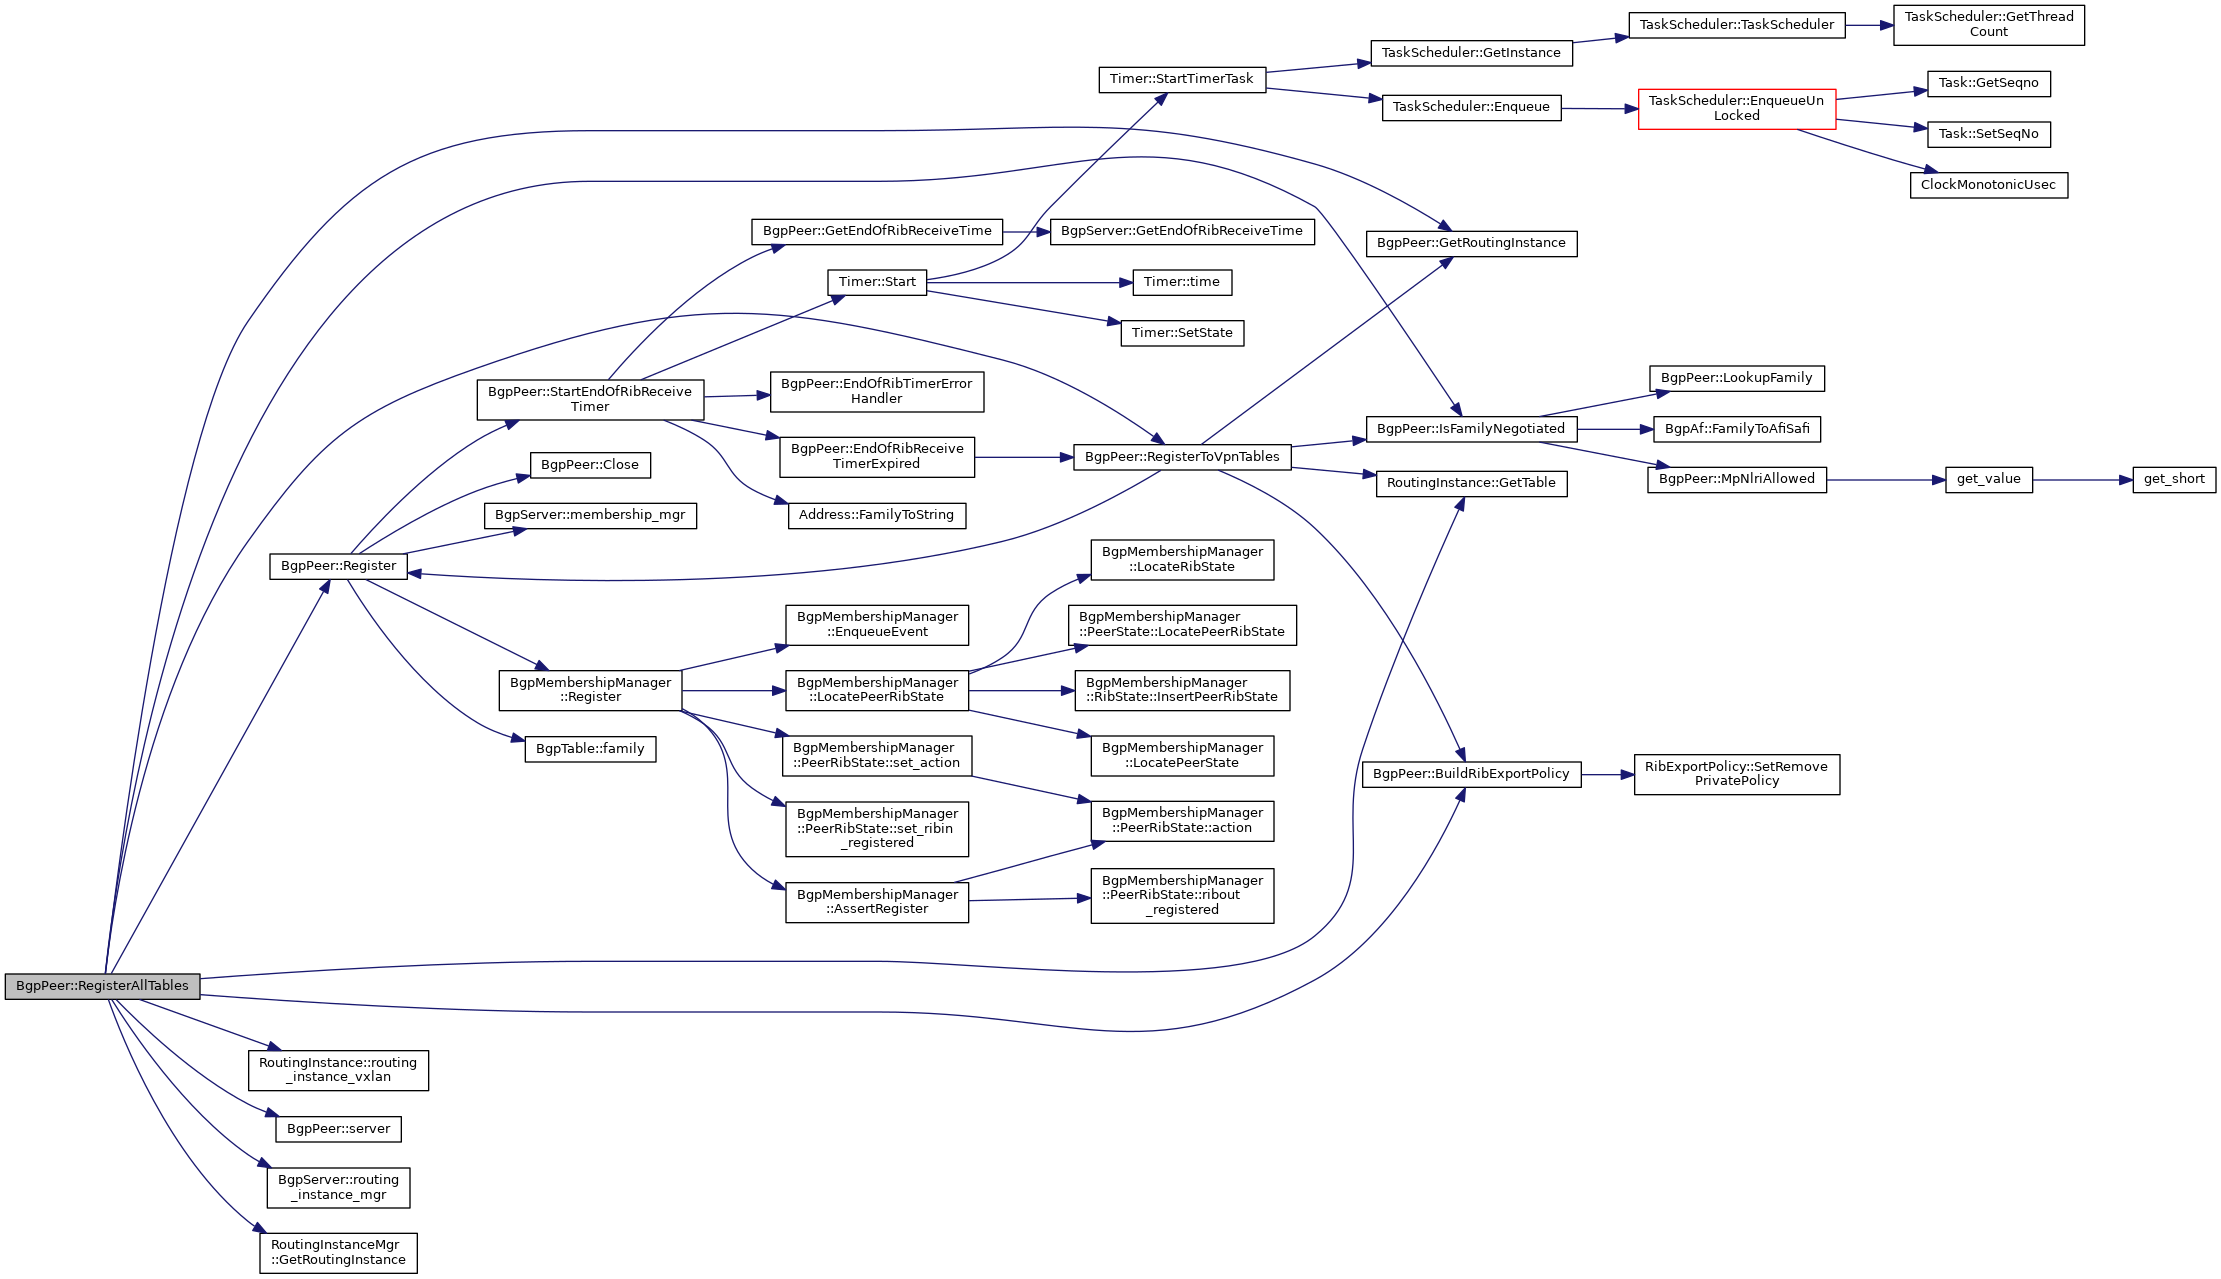 TaskScheduler::GetThread
Count
TaskScheduler::TaskScheduler
TaskScheduler::GetInstance
Timer::StartTimerTask
Task::GetSeqno
TaskScheduler::EnqueueUn
Locked
TaskScheduler::Enqueue
Task::SetSeqNo
ClockMonotonicUsec
BgpPeer::GetEndOfRibReceiveTime
BgpServer::GetEndOfRibReceiveTime
BgpPeer::GetRoutingInstance
Timer::Start
Timer::time
Timer::SetState
BgpPeer::LookupFamily
BgpPeer::StartEndOfRibReceive
Timer
BgpPeer::EndOfRibTimerError
Handler
BgpPeer::IsFamilyNegotiated
BgpAf::FamilyToAfiSafi
BgpPeer::EndOfRibReceive
TimerExpired
BgpPeer::RegisterToVpnTables
BgpPeer::Close
RoutingInstance::GetTable
BgpPeer::MpNlriAllowed
get_value
get_short
BgpServer::membership_mgr
Address::FamilyToString
BgpPeer::Register
BgpMembershipManager
::LocateRibState
BgpMembershipManager
::EnqueueEvent
BgpMembershipManager
::PeerState::LocatePeerRibState
BgpMembershipManager
::Register
BgpMembershipManager
::LocatePeerRibState
BgpMembershipManager
::RibState::InsertPeerRibState
BgpTable::family
BgpMembershipManager
::PeerRibState::set_action
BgpMembershipManager
::LocatePeerState
BgpPeer::BuildRibExportPolicy
RibExportPolicy::SetRemove
PrivatePolicy
BgpMembershipManager
::PeerRibState::set_ribin
_registered
BgpMembershipManager
::PeerRibState::action
BgpMembershipManager
::AssertRegister
BgpMembershipManager
::PeerRibState::ribout
_registered
BgpPeer::RegisterAllTables
RoutingInstance::routing
_instance_vxlan
BgpPeer::server
BgpServer::routing
_instance_mgr
RoutingInstanceMgr
::GetRoutingInstance